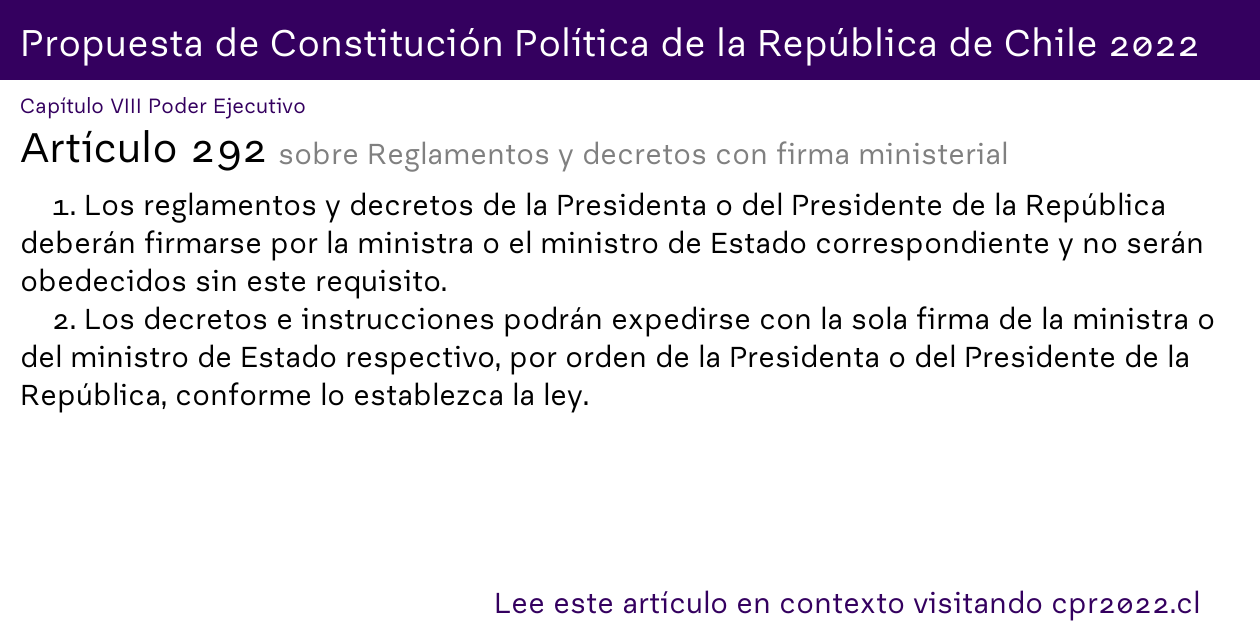 Propuesta de Constitución Política de la República de Chile 2022
Capítulo VIII Poder Ejecutivo
Artículo 292 sobre Reglamentos y decretos con firma ministerial
1. Los reglamentos y decretos de la Presidenta o del Presidente de la República
deberán firmarse por la ministra o el ministro de Estado correspondiente y no serán
obedecidos sin este requisito.
2. Los decretos e instrucciones podrán expedirse con la sola firma de la ministra o
del ministro de Estado respectivo, por orden de la Presidenta o del Presidente de la
República, conforme lo establezca la ley.
Lee este artículo en contexto visitando cpr2022.cl